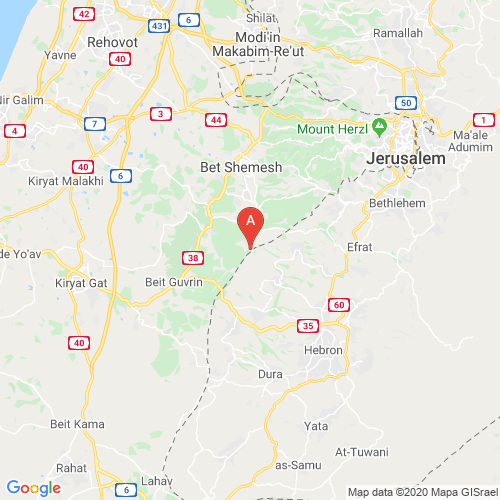 42
6
Shilat
Rehovot
431
Modi'in
Makabim-Re'ut
Ramallah
Yavne
40
Nir Galim
3
50
4
7
44
Mount Herzl
1
Ma'ale
Adumim
40
Bet Shemesh
Jerusalem
Kiryat Malakhi
6
Bethlehem
A
Efrat
de Yo'av
38
Kiryat Gat
Beit Guvrin
60
35
40
Hebron
Dura
Beit Kama
Yata
At-Tuwani
Rahat
Lahav
as-Samu
Google
6
Map data ©2020 Mapa GISrael